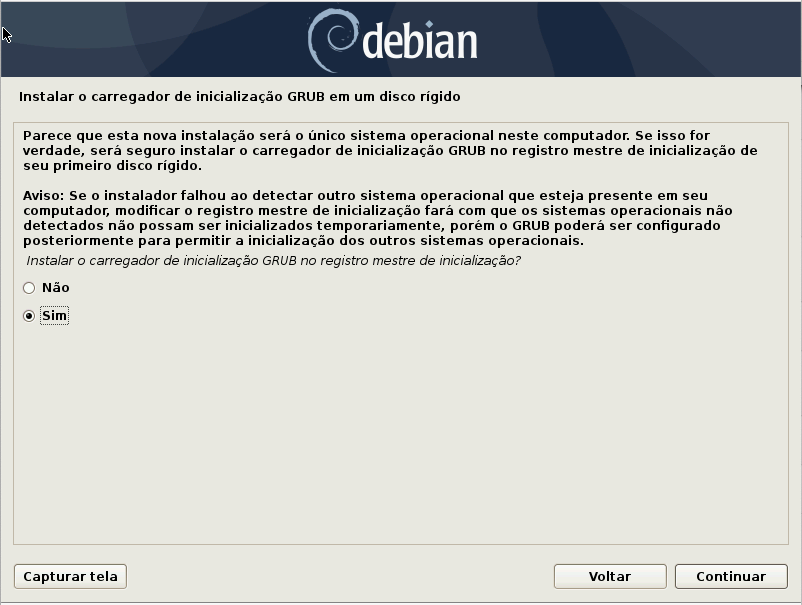 debian
Instalar o carregador de inicialização GRUB em um disco rígido
Parece que esta nova instalação será o único sistema operacional neste computador. Se isso for
verdade, será seguro instalar o carregador de inicialização GRUB no registro mestre de inicialização de
seu primeiro disco rígido.
Aviso: Se o instalador falhou ao detectar outro sistema operacional que esteja presente em seu
computador, modificar o registro mestre de inicialização fará com que os sistemas operacionais não
detectados não possam ser inicializados temporariamente, porém o GRUB poderá ser configurado
posteriormente para permitir a inicialização dos outros sistemas operacionais.
Instalar o carregador de inicialização GRUB no registro mestre de inicialização?
Não
Sim
Capturar tela
Voltar
Continuar